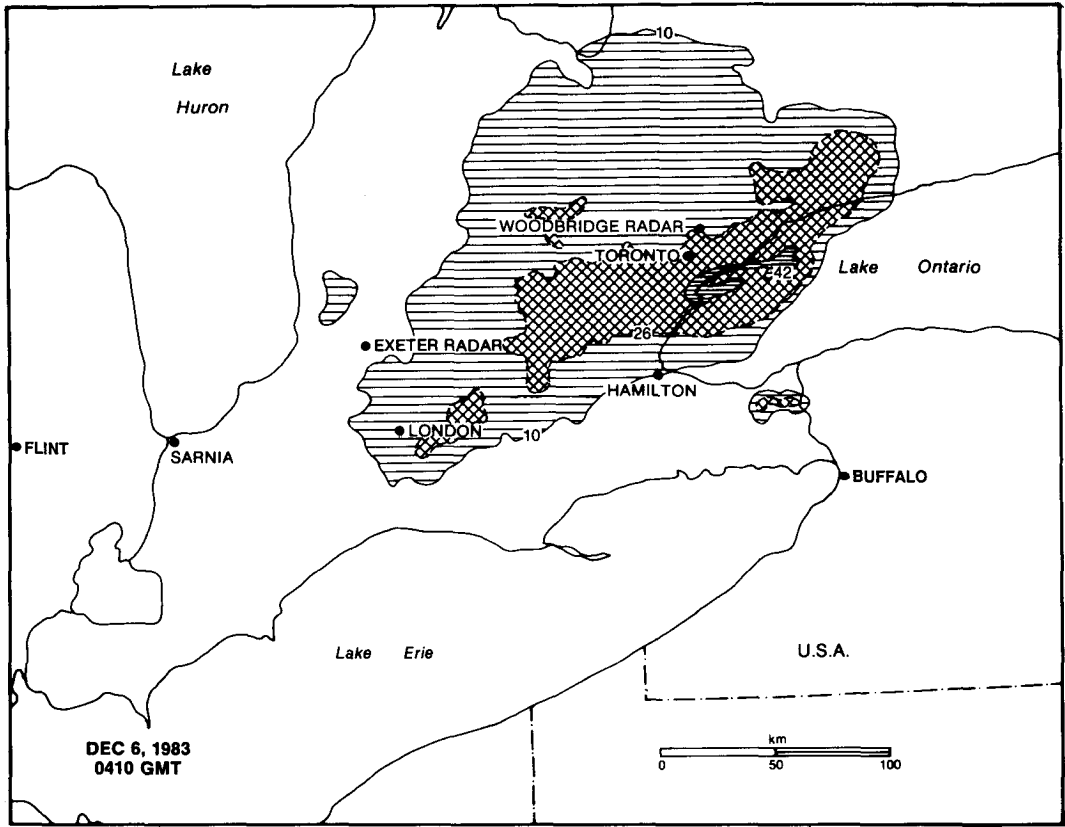 10
Lake
Huron
WOODBRIDGE RADAR
TORONTO
42
Lake Ontario
26
EXETER RADAR
HAMILTON
10
LONDON
FLINT
SARNIA
BUFFALO
Lake Erie
U.S.A.
DEC 6, 1983
0410 GMT
km
0 50 100